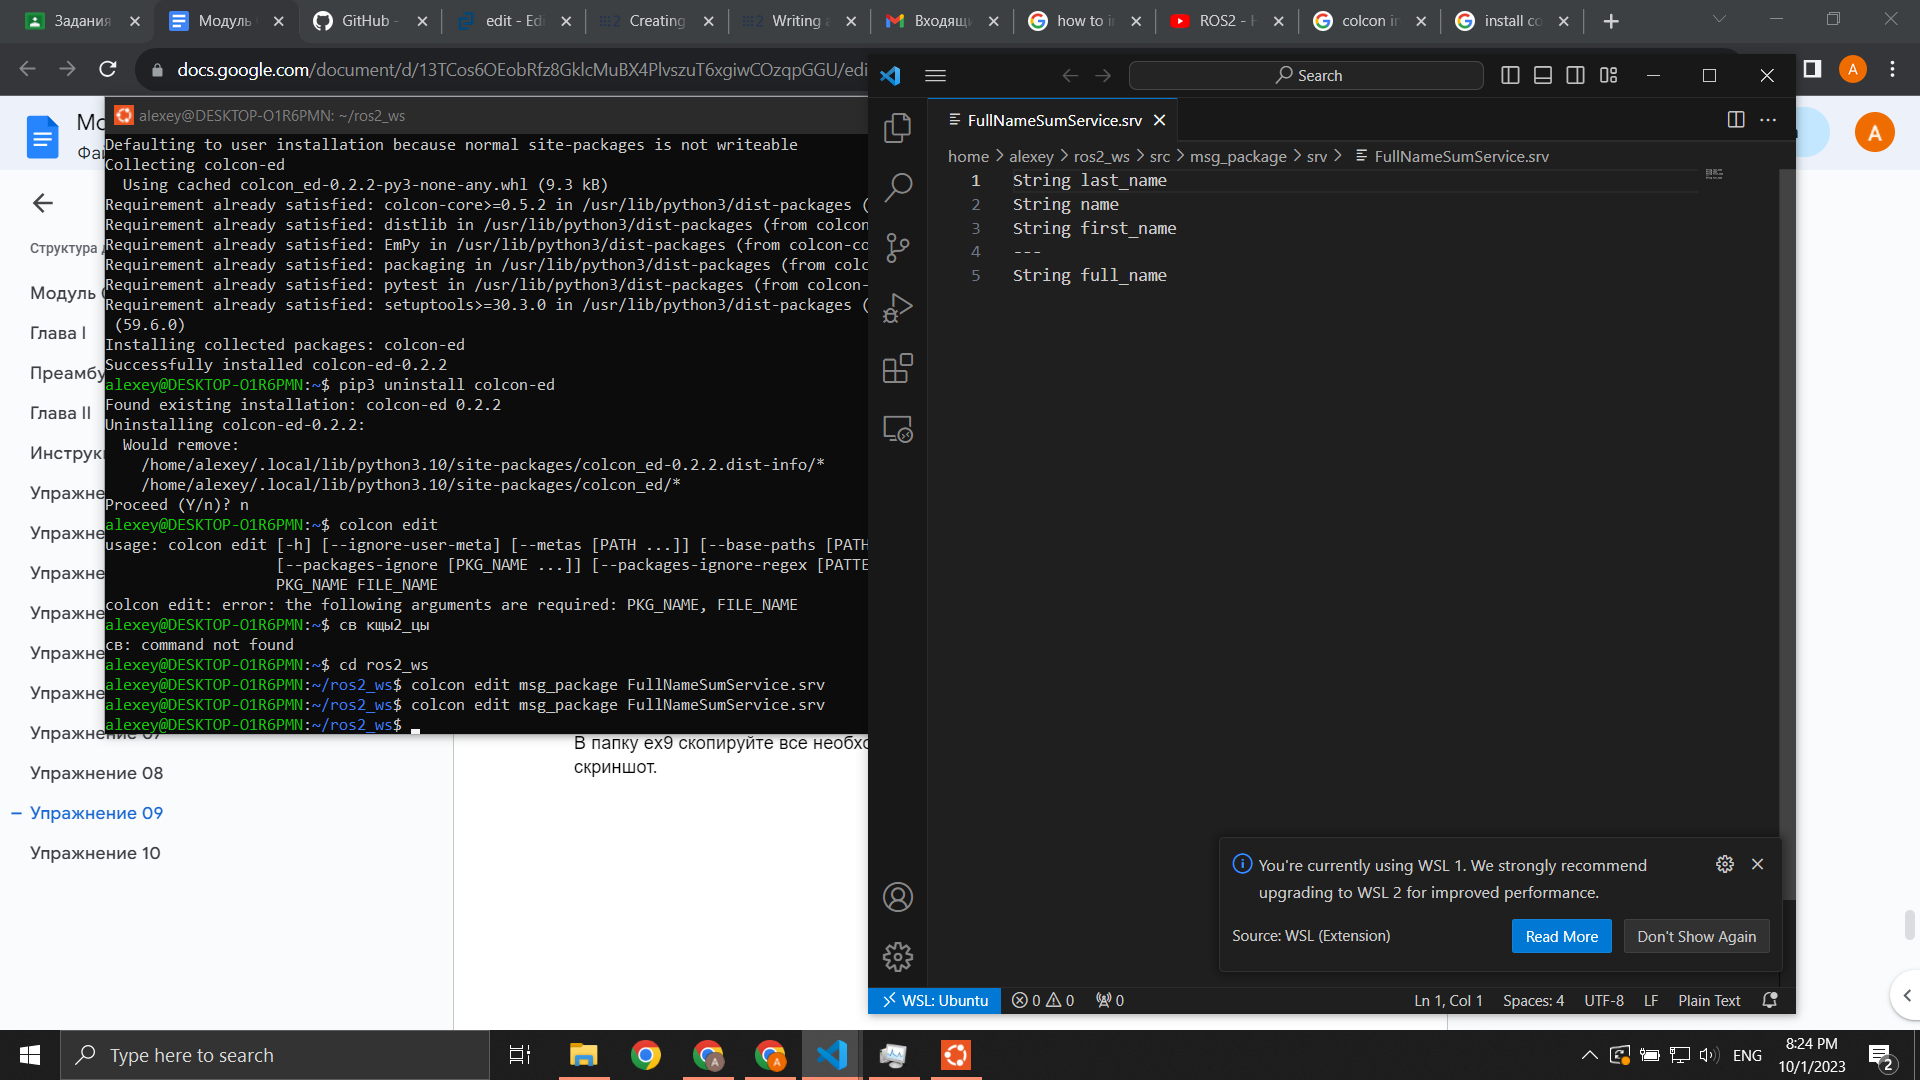 Задания
Модуль
GitHub -
edit - Ed
Creating
Writing a
Входящи
how to i
ROS2 - H
colcon i
install co
docs.google.com/document/d/13TCos6OEobRfz8GklcMuBX4PlvszuT6xgiwCOzqpGGU/edi
A
Мо
Фа
A
Структура
Модуль
Глава I
Преамбу
Глава II
Инструк
Упражне
Упражне
Упражне
Упражне
Упражне
Упражне
Упражнение 07
Упражнение 08
Упражнение 09
Упражнение 10
alexey@DESKTOP-O1R6PMN: ~/ros2_ws
Defaulting to user installation because normal site-packages is not writeable
Collecting colcon-ed
Using cached colcon_ed-0.2.2-py3-none-any.whl (9.3 kB)
Requirement already satisfied: colcon-core>=0.5.2 in /usr/lib/python3/dist-packages (
Requirement already satisfied: distlib in /usr/lib/python3/dist-packages (from colcon
Requirement already satisfied: EmPy in /usr/lib/python3/dist-packages (from colcon-co
Requirement already satisfied: packaging in /usr/lib/python3/dist-packages (from colc
Requirement already satisfied: pytest in /usr/lib/python3/dist-packages (from colcon-
Requirement already satisfied: setuptools>=30.3.0 in /usr/lib/python3/dist-packages (
(59.6.0)
Installing collected packages: colcon-ed
Successfully installed colcon-ed-0.2.2
alexey@DESKTOP-O1R6PMN:~$ pip3 uninstall colcon-ed
Found existing installation: colcon-ed 0.2.2
Uninstalling colcon-ed-0.2.2:
Would remove:
/home/alexey/.local/lib/python3.10/site-packages/colcon_ed-0.2.2.dist-info/*
/home/alexey/.local/lib/python3.10/site-packages/colcon_ed/*
Proceed (Y/n)? n
alexey@DESKTOP-O1R6PMN:~$ colcon edit
usage: colcon edit [-h] [--ignore-user-meta] [--metas [PATH ...]] [--base-paths [PATH
[--packages-ignore [PKG_NAME ...]] [--packages-ignore-regex [PATTE
PKG_NAME FILE_NAME
colcon edit: error: the following arguments are required: PKG_NAME, FILE_NAME
alexey@DESKTOP-O1R6PMN:~$ св кщы2_цы
св: command not found
alexey@DESKTOP-O1R6PMN:~$ cd ros2_ws
alexey@DESKTOP-O1R6PMN:~/ros2_ws$ colcon edit msg_package FullNameSumService.srv
alexey@DESKTOP-O1R6PMN:~/ros2_ws$ colcon edit msg_package FullNameSumService.srv
alexey@DESKTOP-O1R6PMN:~/ros2_ws$
В папку ex9 скопируйте все необхо
скриншот.
Search
FullNameSumService.srv
home > alexey > ros2_ws > src > msg_package > srv > FullNameSumService.srv
1 String last_name
2 String name
3 String first_name
4 ---
5 String full_name
You're currently using WSL 1. We strongly recommend
upgrading to WSL 2 for improved performance.
Source: WSL (Extension)
Read More
Don't Show Again
WSL: Ubuntu
0
0
0
Ln 1, Col 1
Spaces: 4
UTF-8
LF
Plain Text
Type here to search
A
A
ENG
8:24 PM
10/1/2023
2